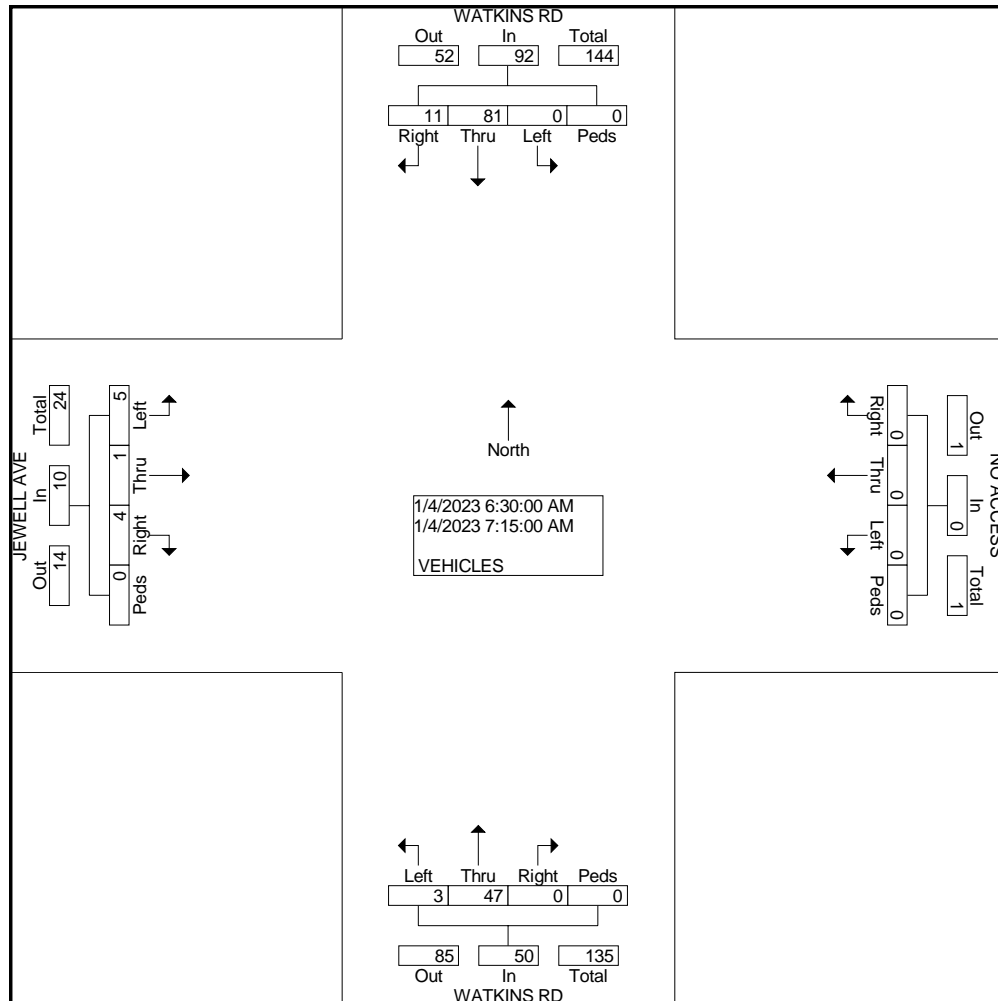 WATKINS RD
Out In Total
52 92 144
11 81 0 0
Right Thru Left Peds
JEWELL AVE
Out In Total
14 10 24
5 1 4 0
Left Thru Right Peds
North
1/4/2023 6:30:00 AM
1/4/2023 7:15:00 AM
VEHICLES
Right Thru Left Peds
0 0 0 0
Out In Total
1 0 1
NO ACCESS
Left Thru Right Peds
3 47 0 0
85 50 135
Out In Total
WATKINS RD